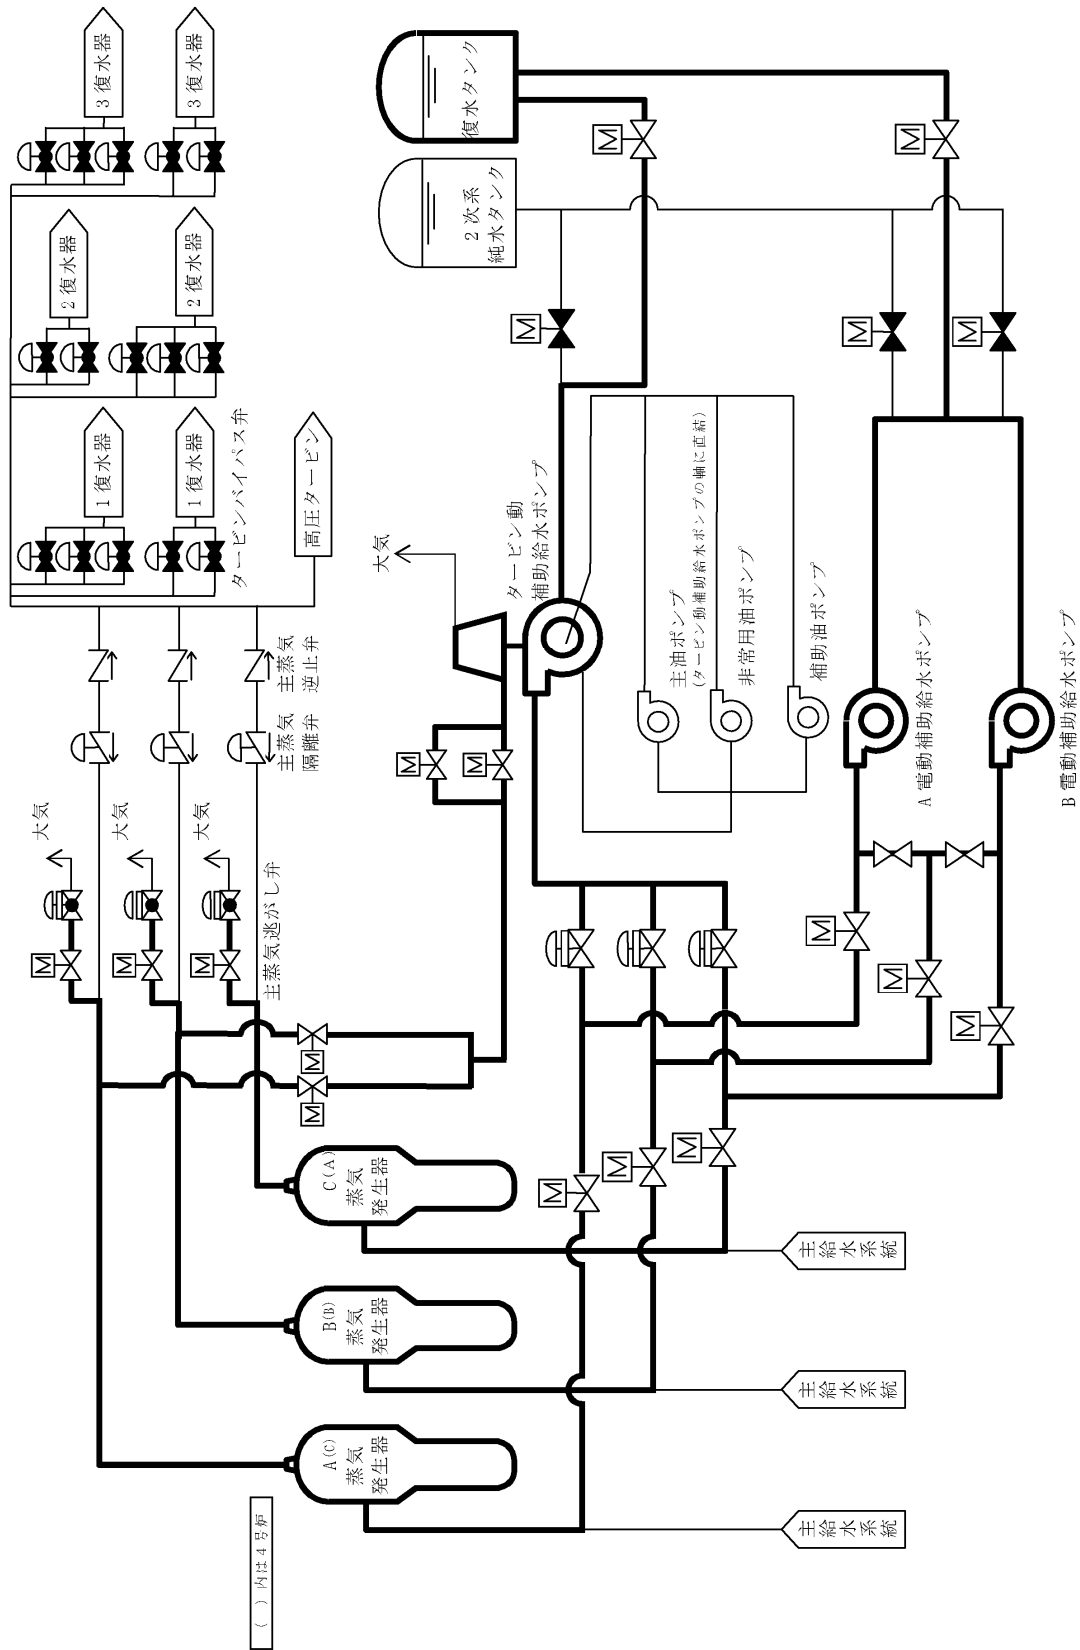 3復水器
3復水器
2復水器
2復水器
1復水器
1復水器
タービンバイパス弁
高圧タービン
復水タンク
2次系
純水タンク
M
M
M
M
M
大気
タービン動
補助給水ポンプ
主油ポンプ
(タービン動補助給水ポンプの軸に直結)
非常用油ポンプ
補助油ポンプ
A電動補助給水ポンプ
B電動補助給水ポンプ
主蒸気
逆止弁
主蒸気
隔離弁
大気
大気
大気
主蒸気逃がし弁
M
M
M
M
M
M
M
M
M
M
M
M
M
C(A)
蒸気
発生器
B(B)
蒸気
発生器
A(C)
蒸気
発生器
主給水系統
主給水系統
主給水系統
( )内は4号炉